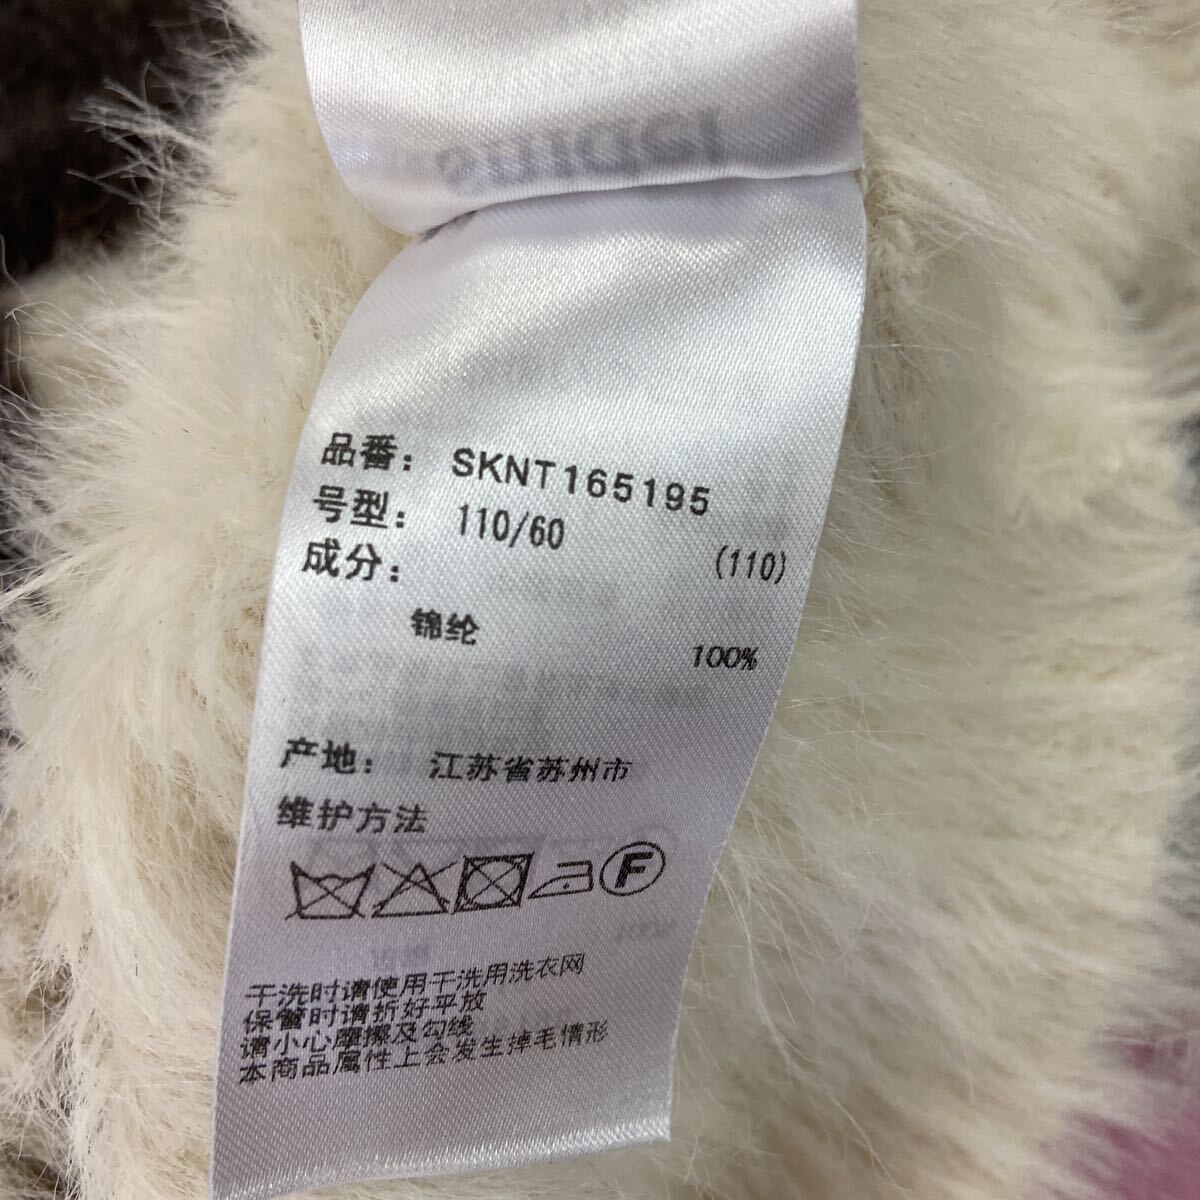 品番： SKNT165195
号型： 110/60 (110)
成分：
锦纶 100%
产地： 江苏省苏州市
维护方法
F
干洗时请使用干洗用洗衣网
保管时请折好平放
请小心摩擦及勾线
本商品属性上会发生掉毛情形